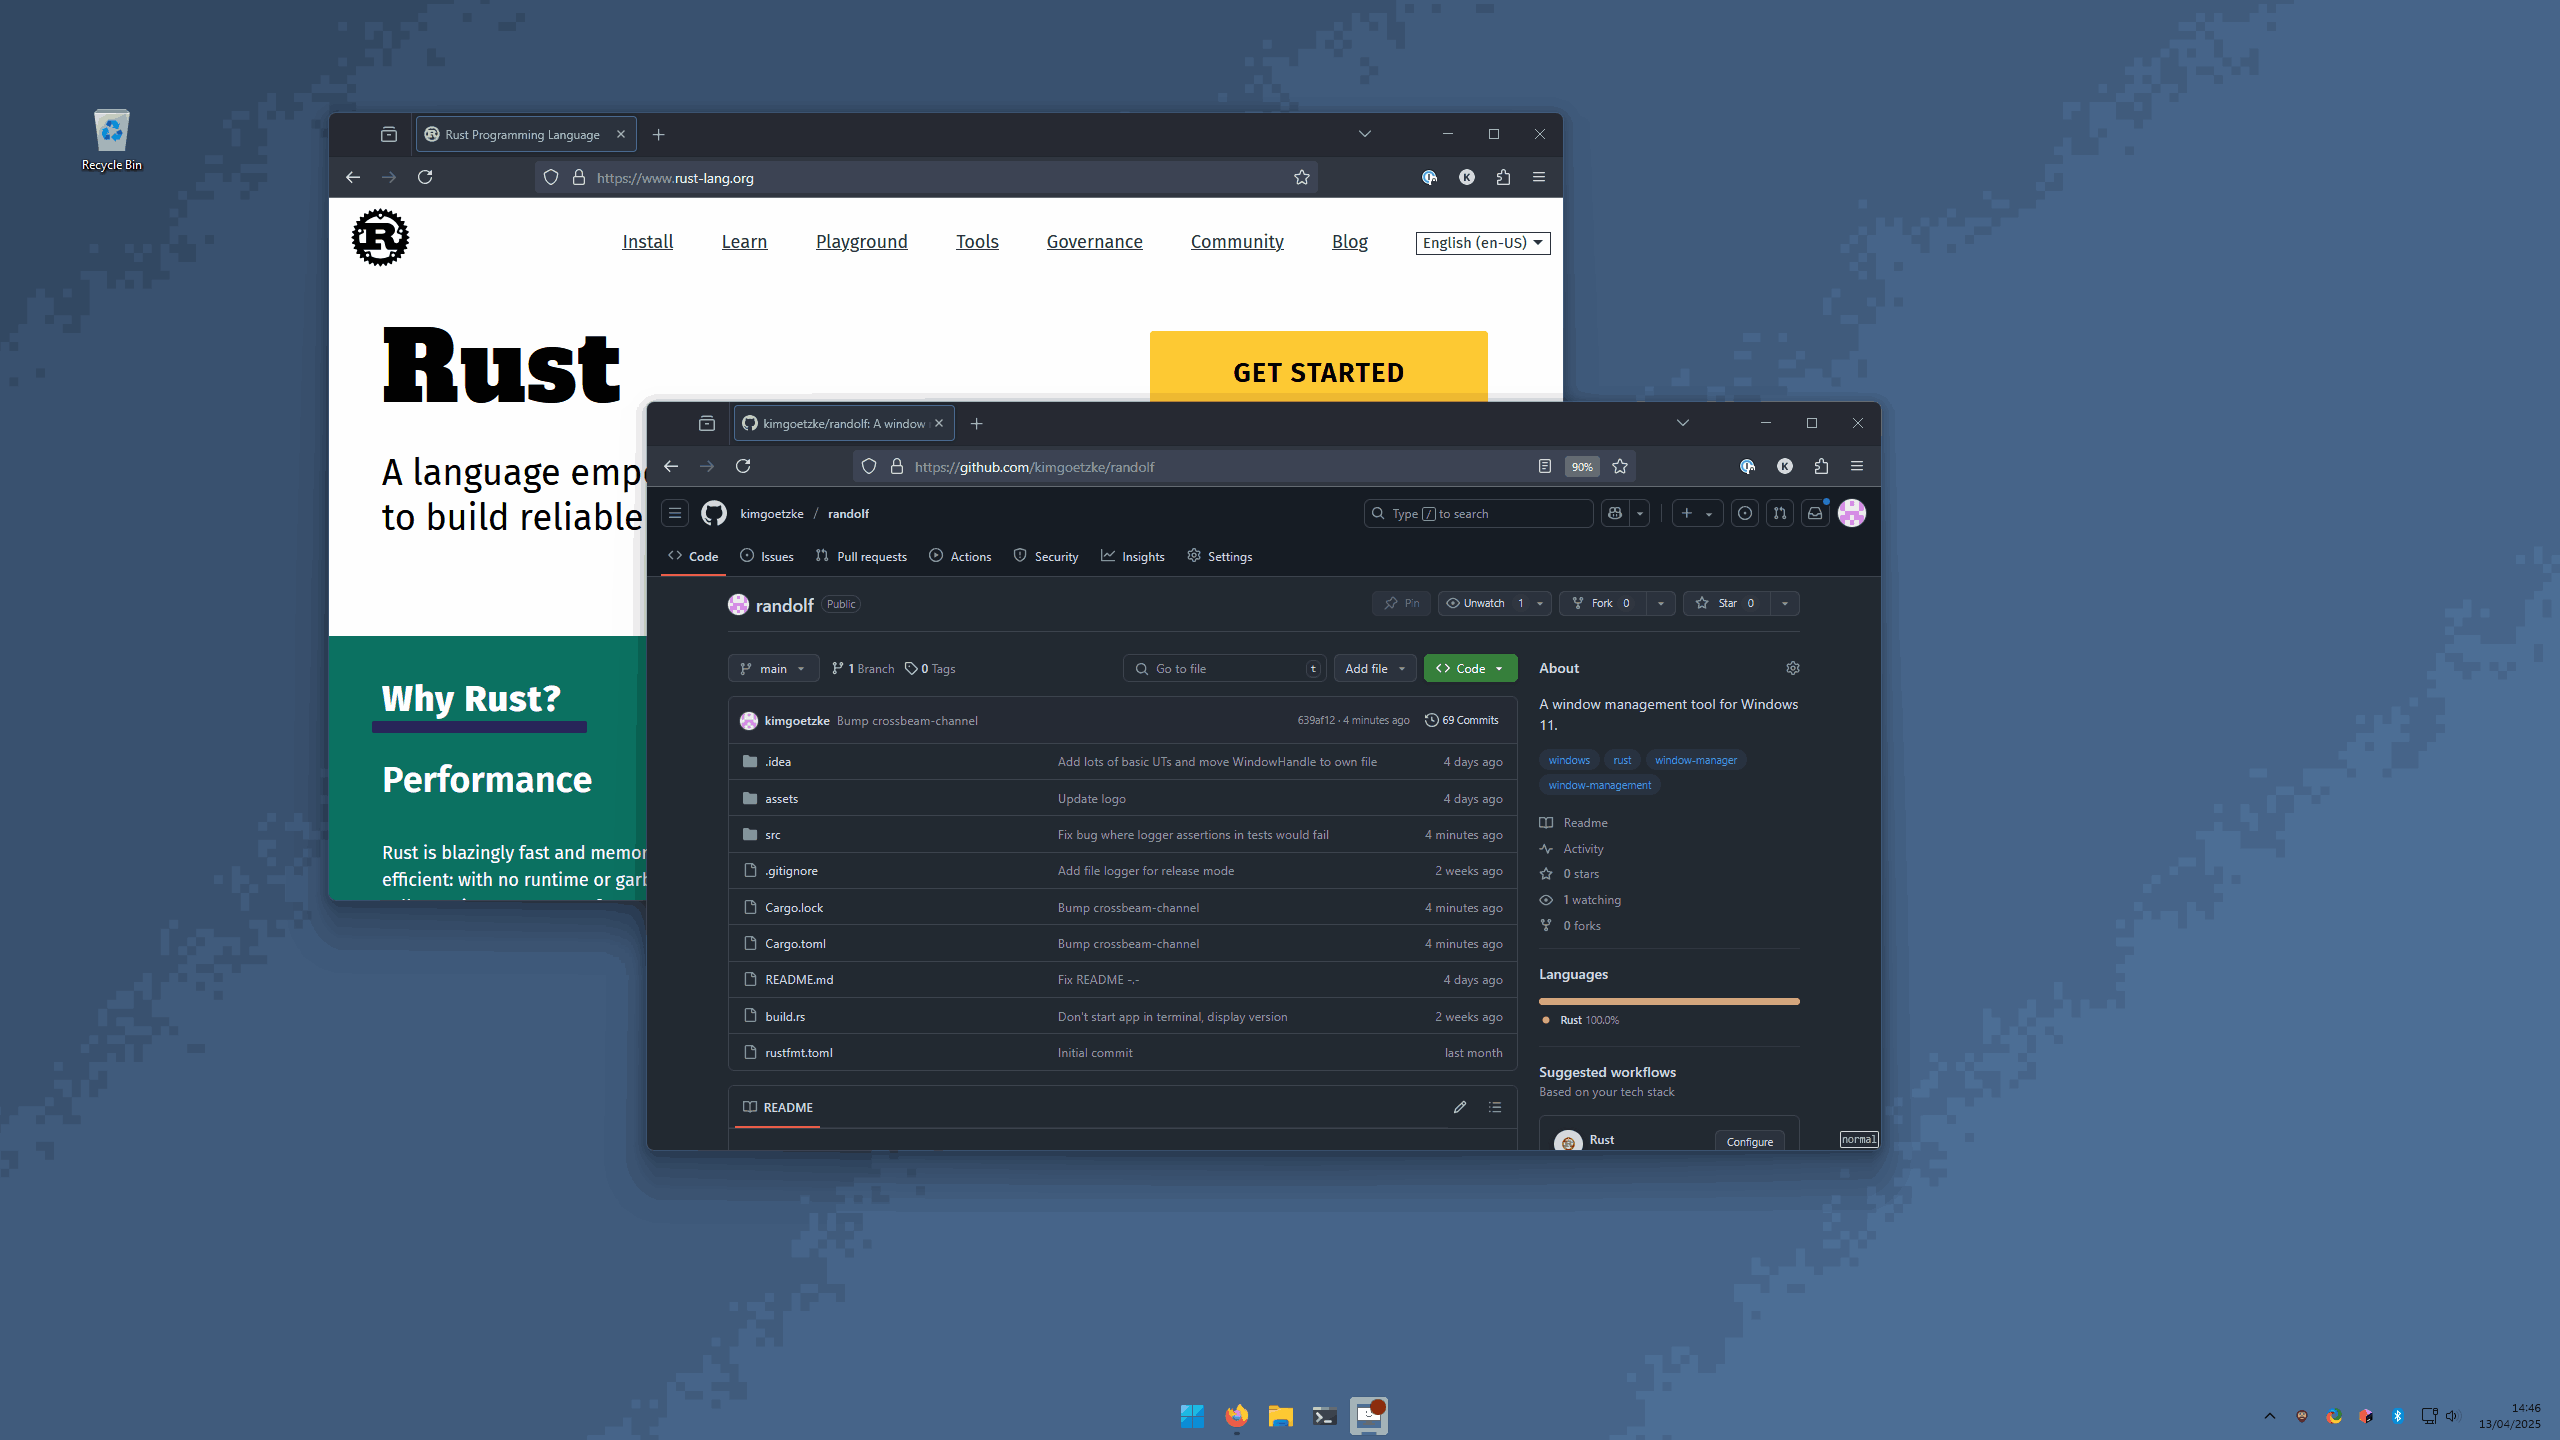 Recycle Bin
Rust Programming Language
https://www.rust-lang.org
K
Install Learn Playground Tools Governance Community Blog English (en-US)
Rust
GET STARTED
A language emp
to build reliable
Why Rust?
Performance
Rust is blazingly fast and memor
efficient: with no runtime or garb
kimgoetzke/randolf: A window
https://github.com/kimgoetzke/randolf 90%
K
kimgoetzke / randolf Type / to search
Code Issues Pull requests Actions Security Insights Settings
randolf Public Pin Unwatch 1 Fork 0 Star 0
main 1 Branch 0 Tags Go to file t Add file Code
kimgoetzke Bump crossbeam-channel 639af12 · 4 minutes ago 69 Commits
.idea Add lots of basic UTs and move WindowHandle to own file 4 days ago
assets Update logo 4 days ago
src Fix bug where logger assertions in tests would fail 4 minutes ago
.gitignore Add file logger for release mode 2 weeks ago
Cargo.lock Bump crossbeam-channel 4 minutes ago
Cargo.toml Bump crossbeam-channel 4 minutes ago
README.md Fix README -.- 4 days ago
build.rs Don't start app in terminal, display version 2 weeks ago
rustfmt.toml Initial commit last month
README
About
A window management tool for Windows
11.
windows rust window-manager
window-management
Readme
Activity
0 stars
1 watching
0 forks
Languages
Rust 100.0%
Suggested workflows
Based on your tech stack
Rust Configure
normal
14:46
13/04/2025